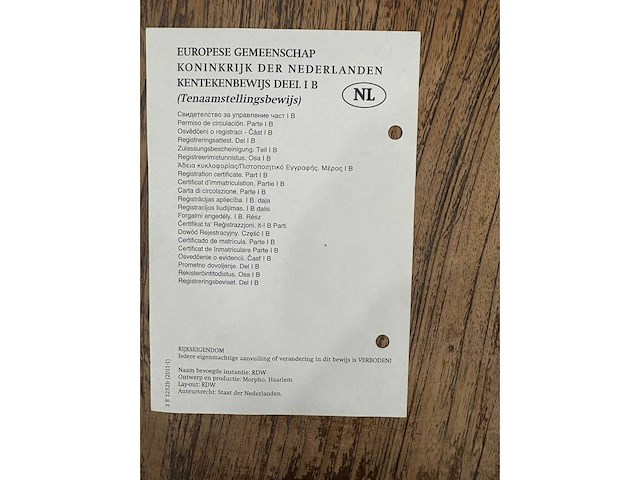 EUROPESE GEMEENSCHAP
KONINKRIJK DER NEDERLANDEN
KENTEKENBEWIJS DEEL I B
(Tenaamstellingsbewijs)
NL
Свидетелство за управление част I B
Permiso de circulación. Parte I B
Osvědčení o registraci - Část I B
Registreringsattest. Del I B
Zulassungsbescheinigung. Teil I B
Registreerimistunnistus. Osa I B
Άδεια κυκλοφορίας/Πιστοποιητικό Εγγραφής. Μέρος I B
Registration certificate. Part I B
Certificat d'immatriculation. Partie I B
Carta di circolazione. Parte I B
Reģistrācijas apliecība. I B. daļa
Registracijos liudijimas. I B dalis
Forgalmi engedély. I B. Rész
Ċertifikat ta' Reġistrazzjoni. It-I B Parti
Dowód Rejestracyjny. Część I B
Certificado de matrícula. Parte I B
Certificat de înmatriculare Parte I B
Osvedčenie o evidencii. Časť I B
Prometno dovoljenje. Del I B
Rekisteröintitodistus. Osa I B
Registreringsbeviset. Del I B
RIJKSEIGENDOM
Iedere eigenmachtige aanvulling of verandering in dit bewijs is VERBODEN!
Naam bevoegde instantie: RDW
Ontwerp en productie: Morpho, Haarlem
Lay-out: RDW
Auteursrecht: Staat der Nederlanden.
3 E 1252b (2011-1)